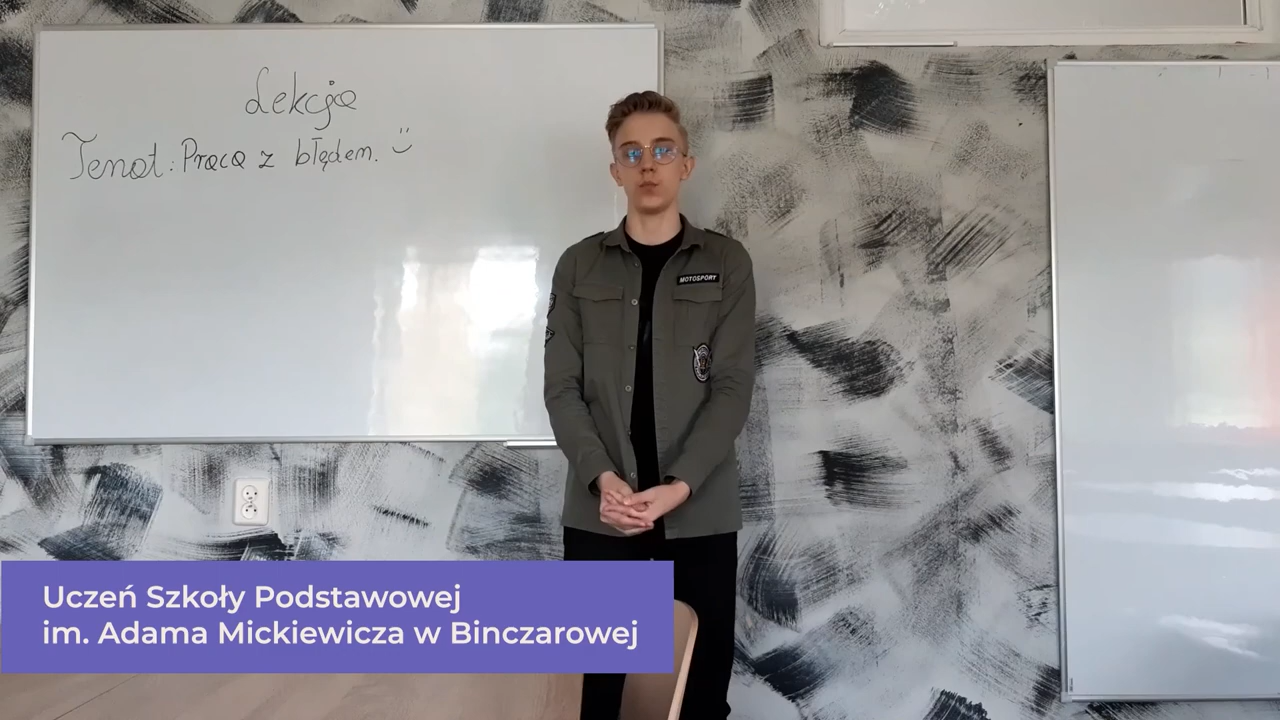 Lekcja
Temat: Praca z błędem. :)
MOTOSPORT
Uczeń Szkoły Podstawowej
im. Adama Mickiewicza w Binczarowej